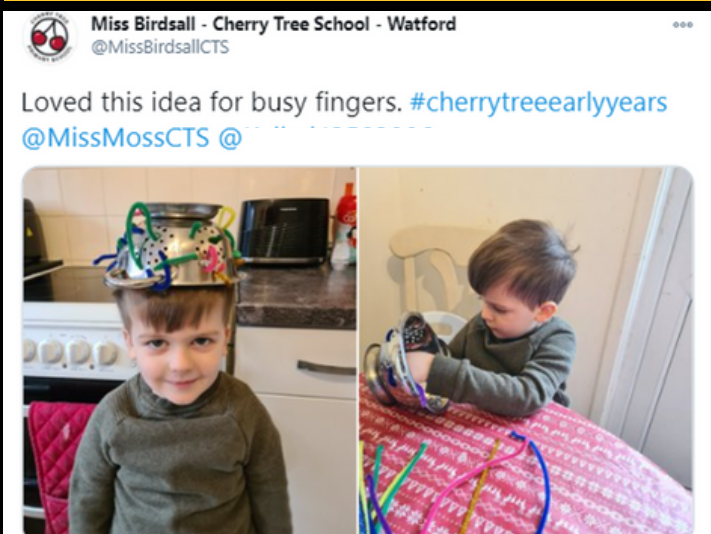 Miss Birdsall - Cherry Tree School - Watford
@MissBirdsallCTS
Loved this idea for busy fingers. #cherrytreeearlyyears
@MissMossCTS @